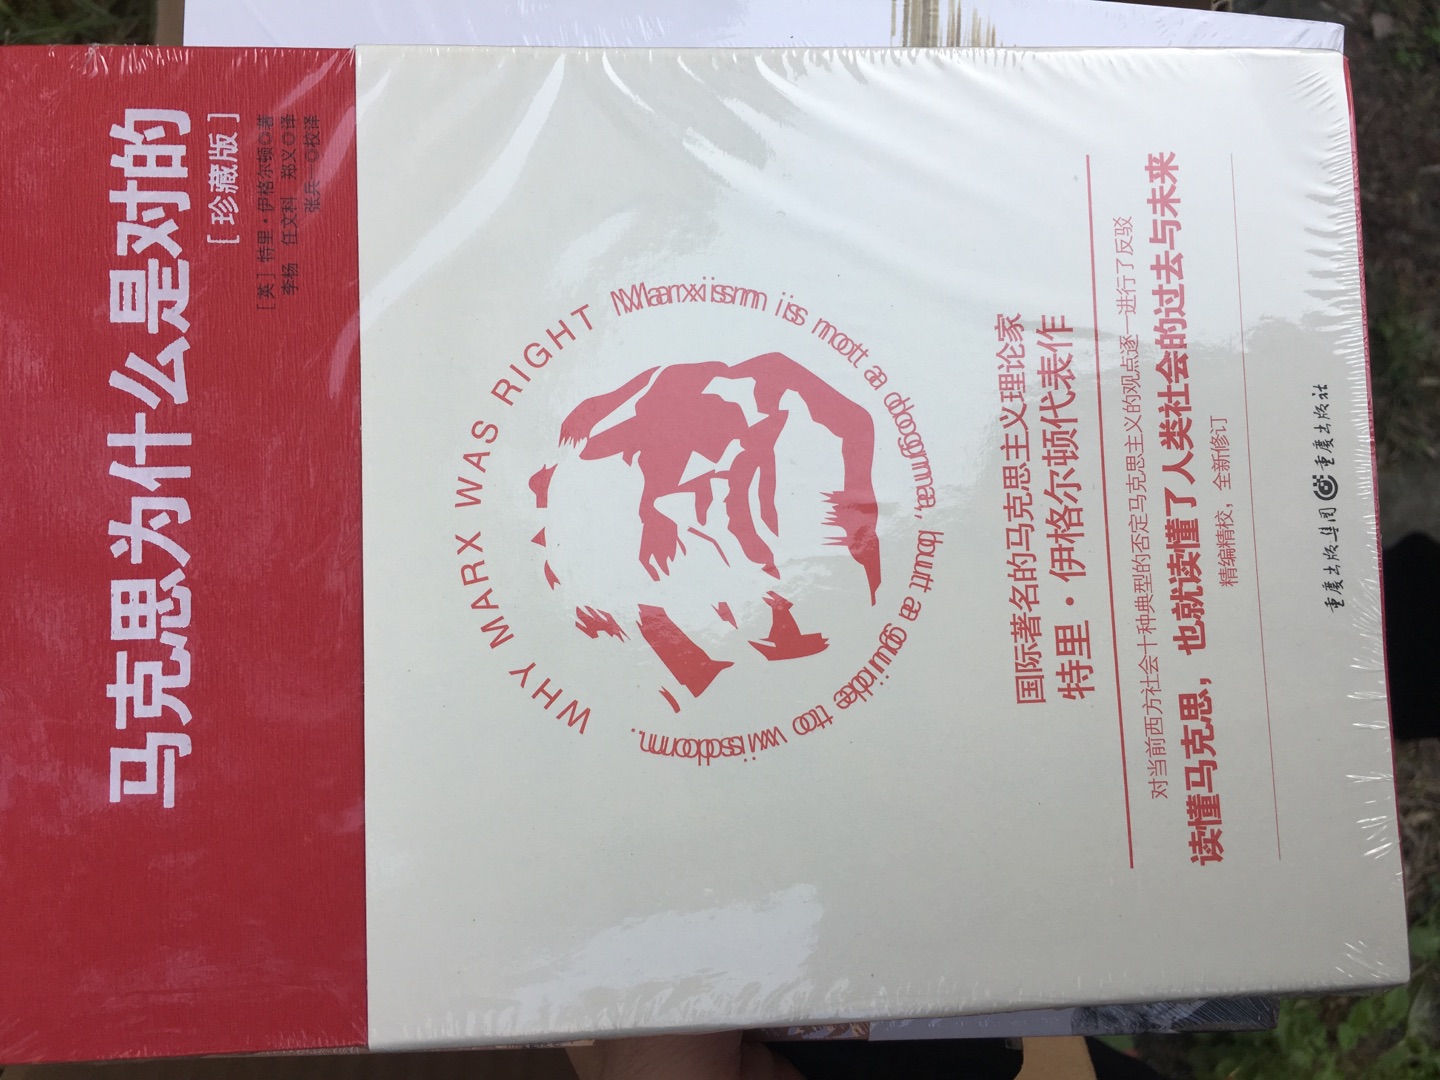 马克思为什么是对的
[ 珍藏版 ]
[ 英 ] 特里·伊格尔顿◎著
李杨 任文科 郑义◎译
张兵一◎校译
WHY MARX WAS RIGHT
Marxism is not a dogma, but a guide to wisdom.
国际著名的马克思主义理论家
特里·伊格尔顿代表作
对当前西方社会十种典型的否定马克思主义的观点逐一进行了反驳
读懂马克思，也就读懂了人类社会的过去与未来
精编精校，全新修订
重庆出版集团 重庆出版社